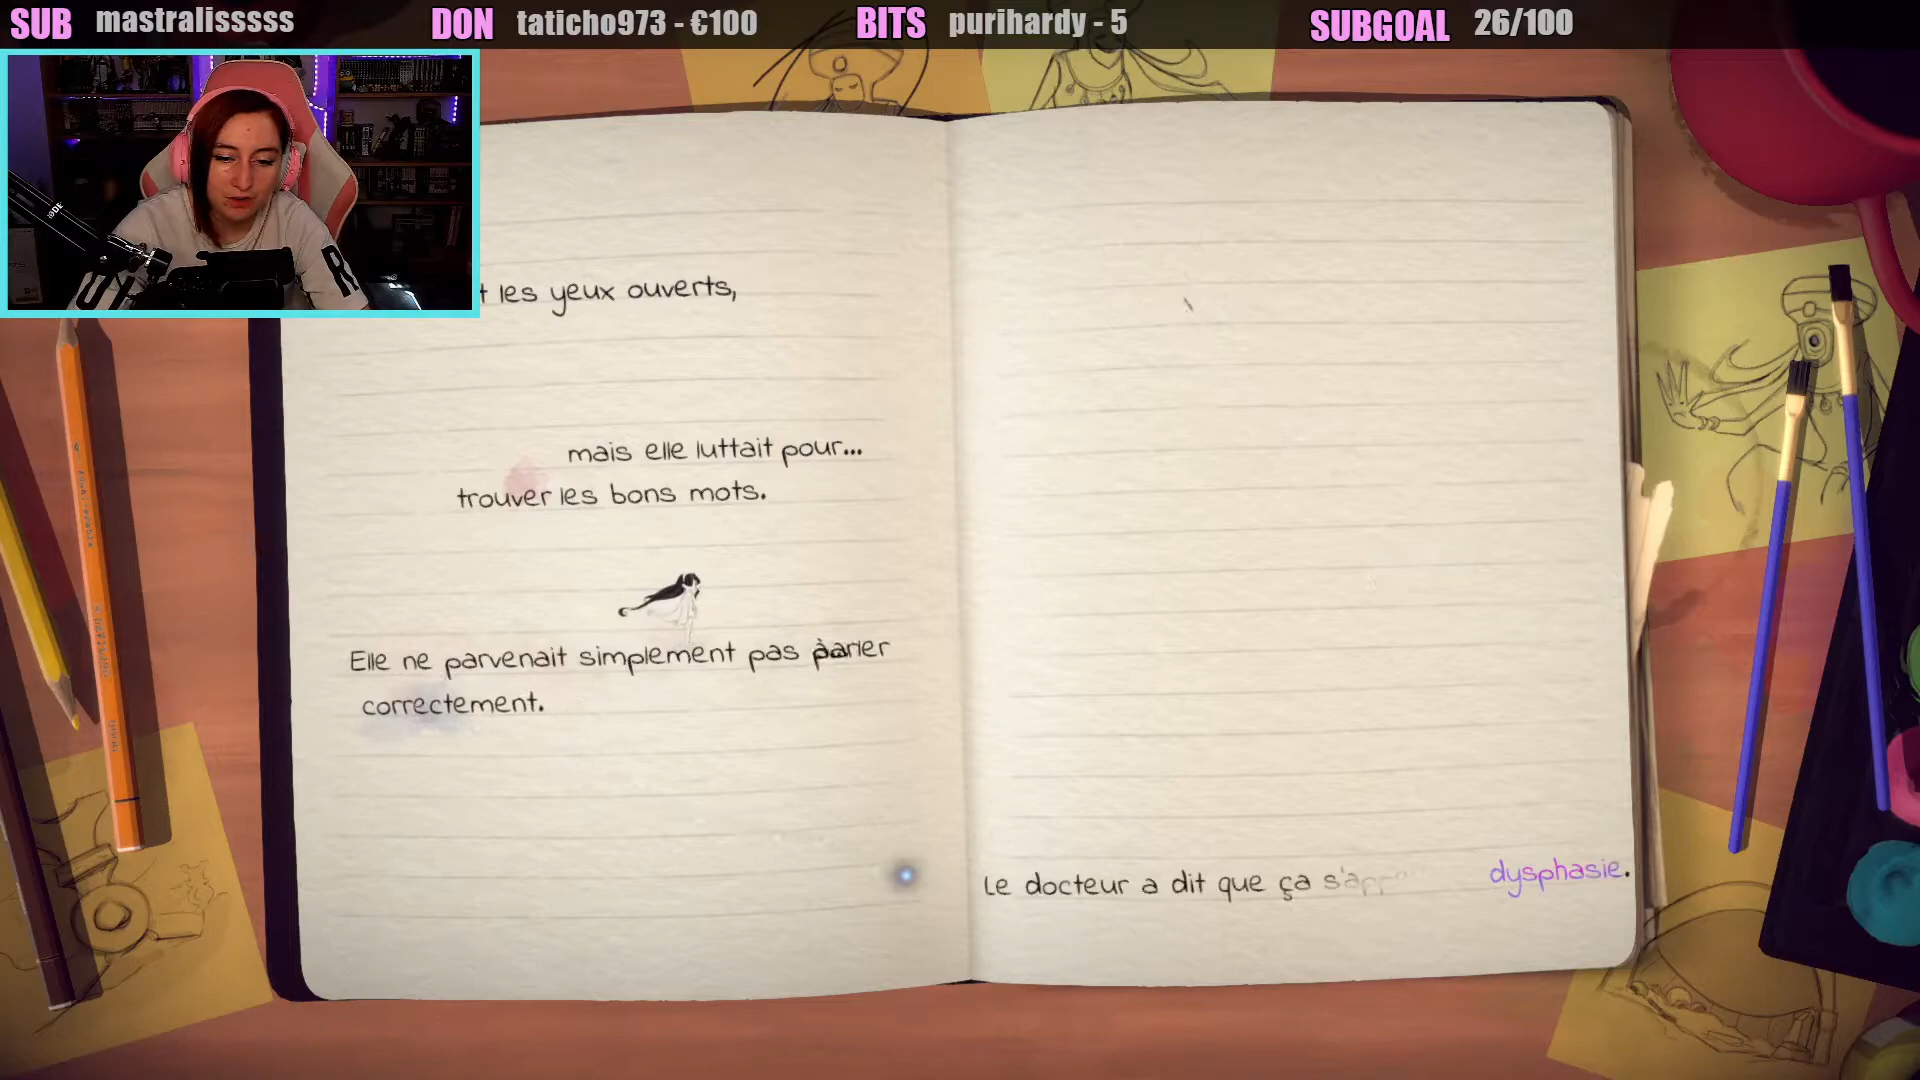 SUB mastralisssss DON taticho973 - €100 BITS purihardy - 5 SUBGOAL 26/100
t les yeux ouverts,
mais elle luttait pour...
trouver les bons mots.
Elle ne parvenait simplement pas parler
correctement.
Le docteur a dit que ça s'app dysphasie.